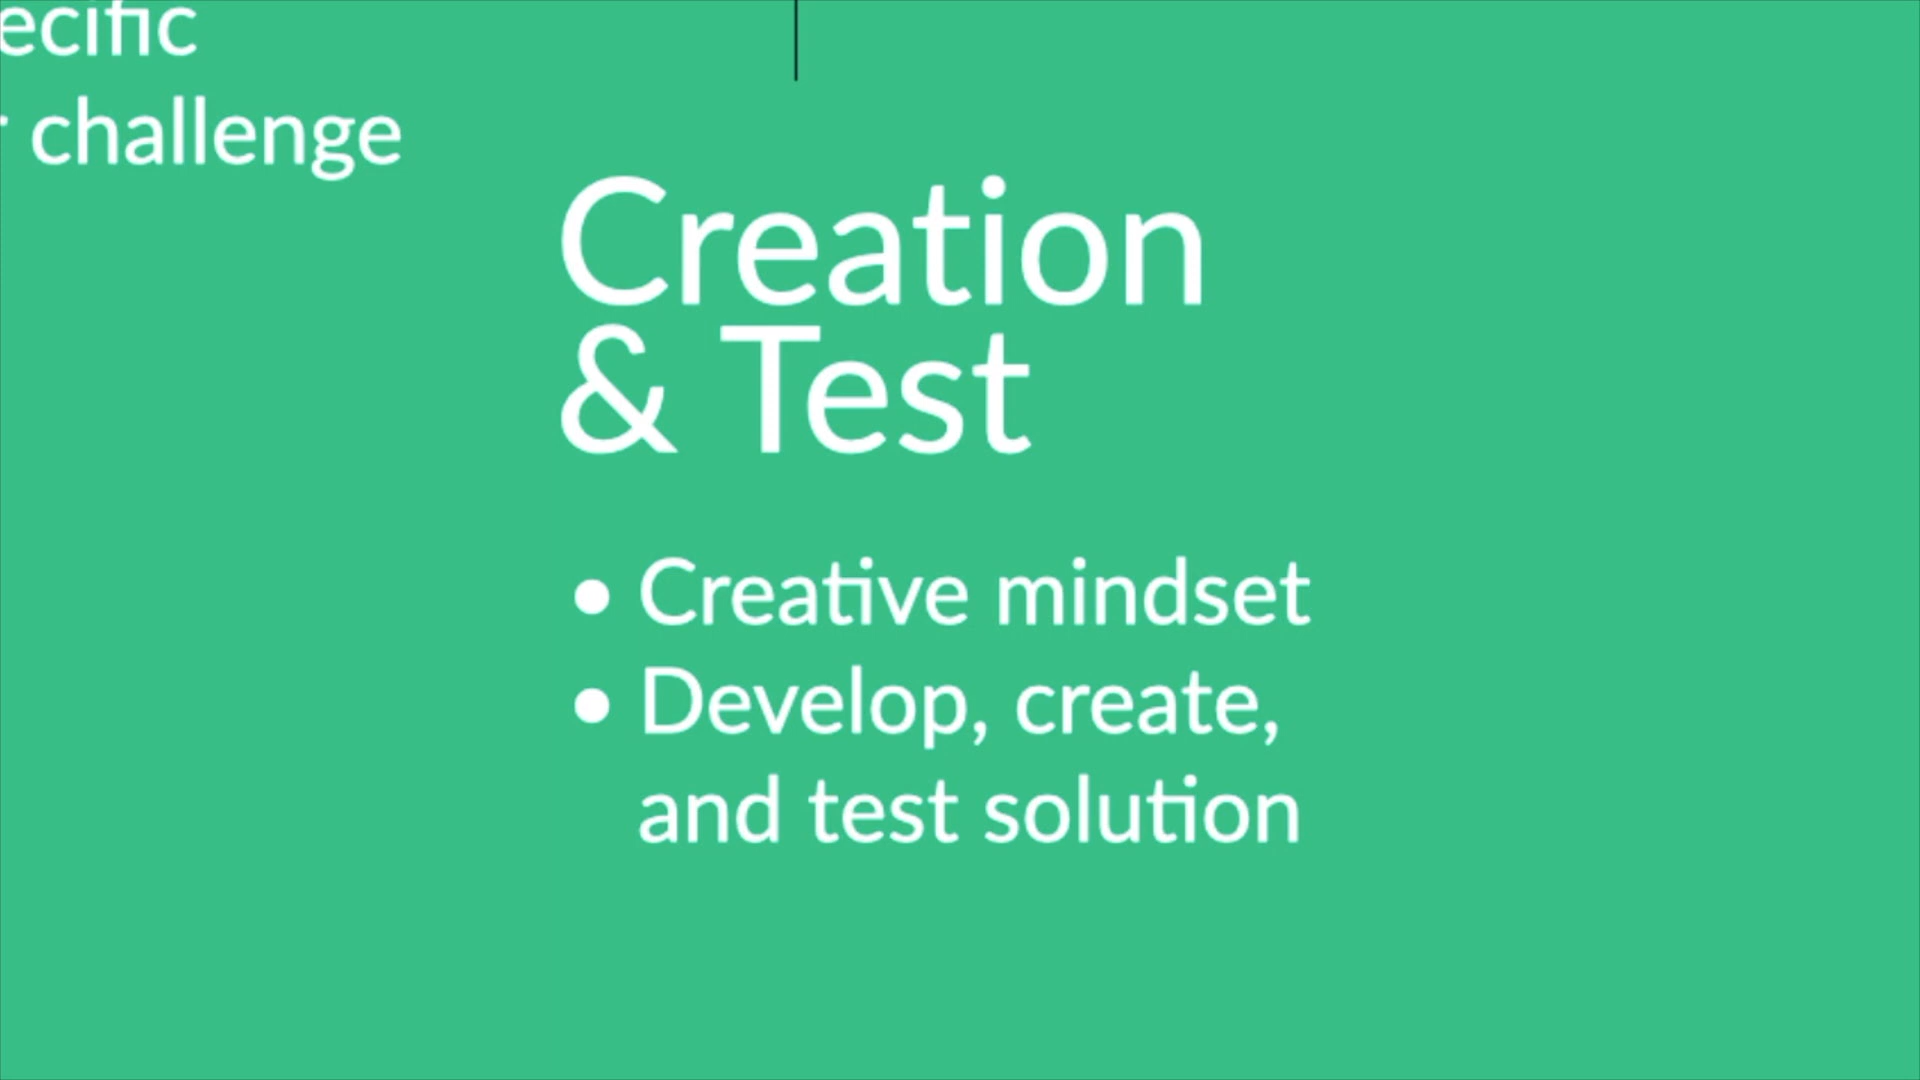 challenge
Creation
& Test
• Creative mindset
• Develop, create,
and test solution